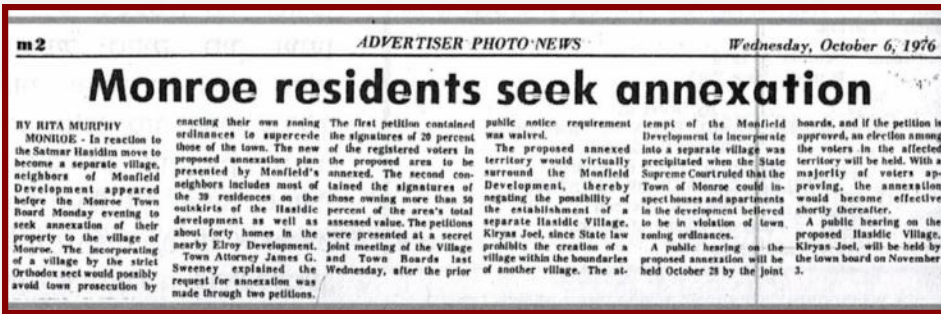 m2
ADVERTISER PHOTO NEWS
Wednesday, October 6, 1976
Monroe residents seek annexation
BY RITA MURPHY
MONROE - In reaction to
the Satmar Hasidim move to
become a separate village,
neighbors of Monfield
Development appeared
before the Monroe Town
Board Monday evening to
seek annexation of their
property to the village of
Monroe. The incorporating
of a village by the strict
Orthodox sect would possibly
avoid town prosecution by
enacting their own zoning
ordinances to supercede
those of the town. The new
proposed annexation plan
presented by Monfield's
neighbors includes most of
the 39 residences on the
outskirts of the Hasidic
development as well as
about forty homes in the
nearby Elroy Development.
Town Attorney James G.
Sweeney explained the
request for annexation was
made through two petitions.
The first petition contained
the signatures of 20 percent
of the registered voters in
the proposed area to be
annexed. The second con-
tained the signatures of
those owning more than 50
percent of the area's total
assessed value. The petitions
were presented at a secret
joint meeting of the Village
and Town Boards last
Wednesday, after the prior
public notice requirement
was waived.
The proposed annexed
territory would virtually
surround the Monfield
Development, thereby
negating the possibility of
the establishment of a
separate Hasidic Village,
Kiryas Joel, since State law
prohibits the creation of a
village within the boundaries
of another village. The at-
tempt of the Monfield
Development to incorporate
into a separate village was
precipitated when the State
Supreme Court ruled that the
Town of Monroe could in-
spect houses and apartments
in the development believed
to be in violation of town
zoning ordinances.
A public hearing on the
proposed annexation will be
held October 28 by the joint
boards, and if the petition is
approved, an election among
the voters in the affected
territory will be held. With a
majority of voters ap-
proving, the annexation
would become effective
shortly thereafter.
A public hearing on the
proposed Hasidic Village,
Kiryas Joel, will be held by
the town board on November
3.